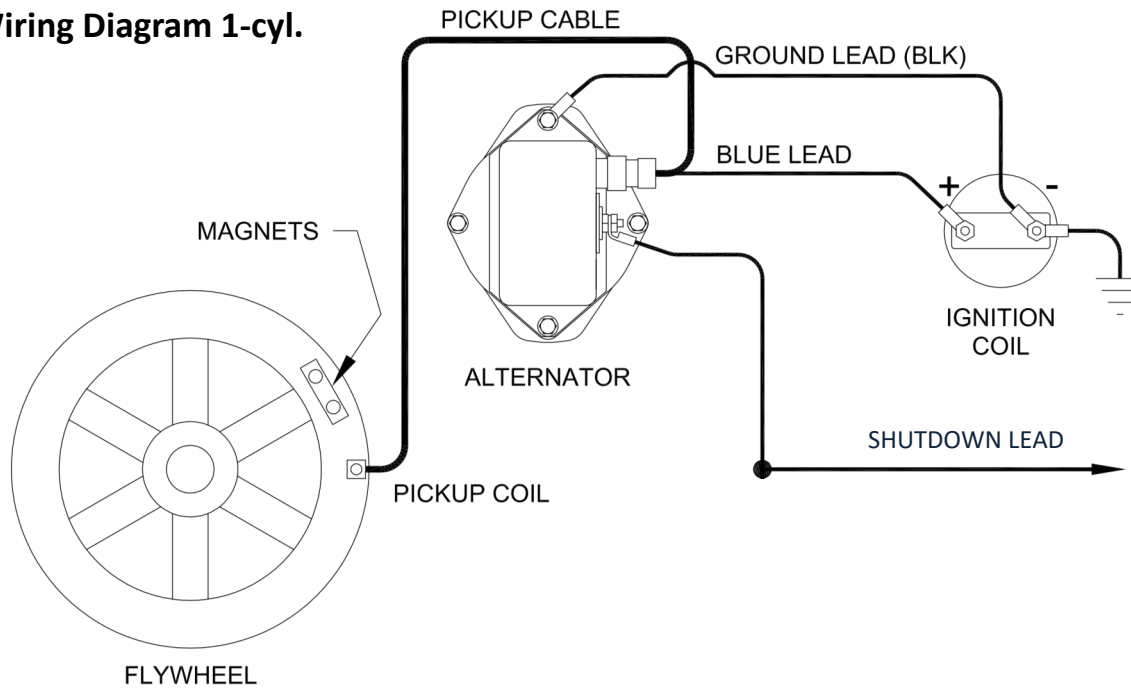 Wiring Diagram 1-cyl.
PICKUP CABLE
GROUND LEAD (BLK)
BLUE LEAD
+
-
MAGNETS
IGNITION
COIL
ALTERNATOR
SHUTDOWN LEAD
PICKUP COIL
FLYWHEEL